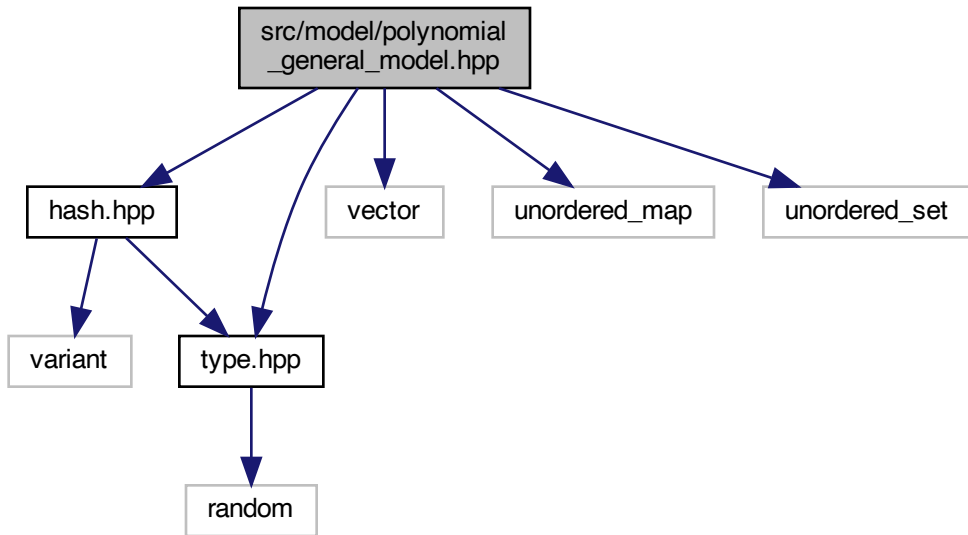 src/model/polynomial
_general_model.hpp
hash.hpp
vector
unordered_map
unordered_set
variant
type.hpp
random